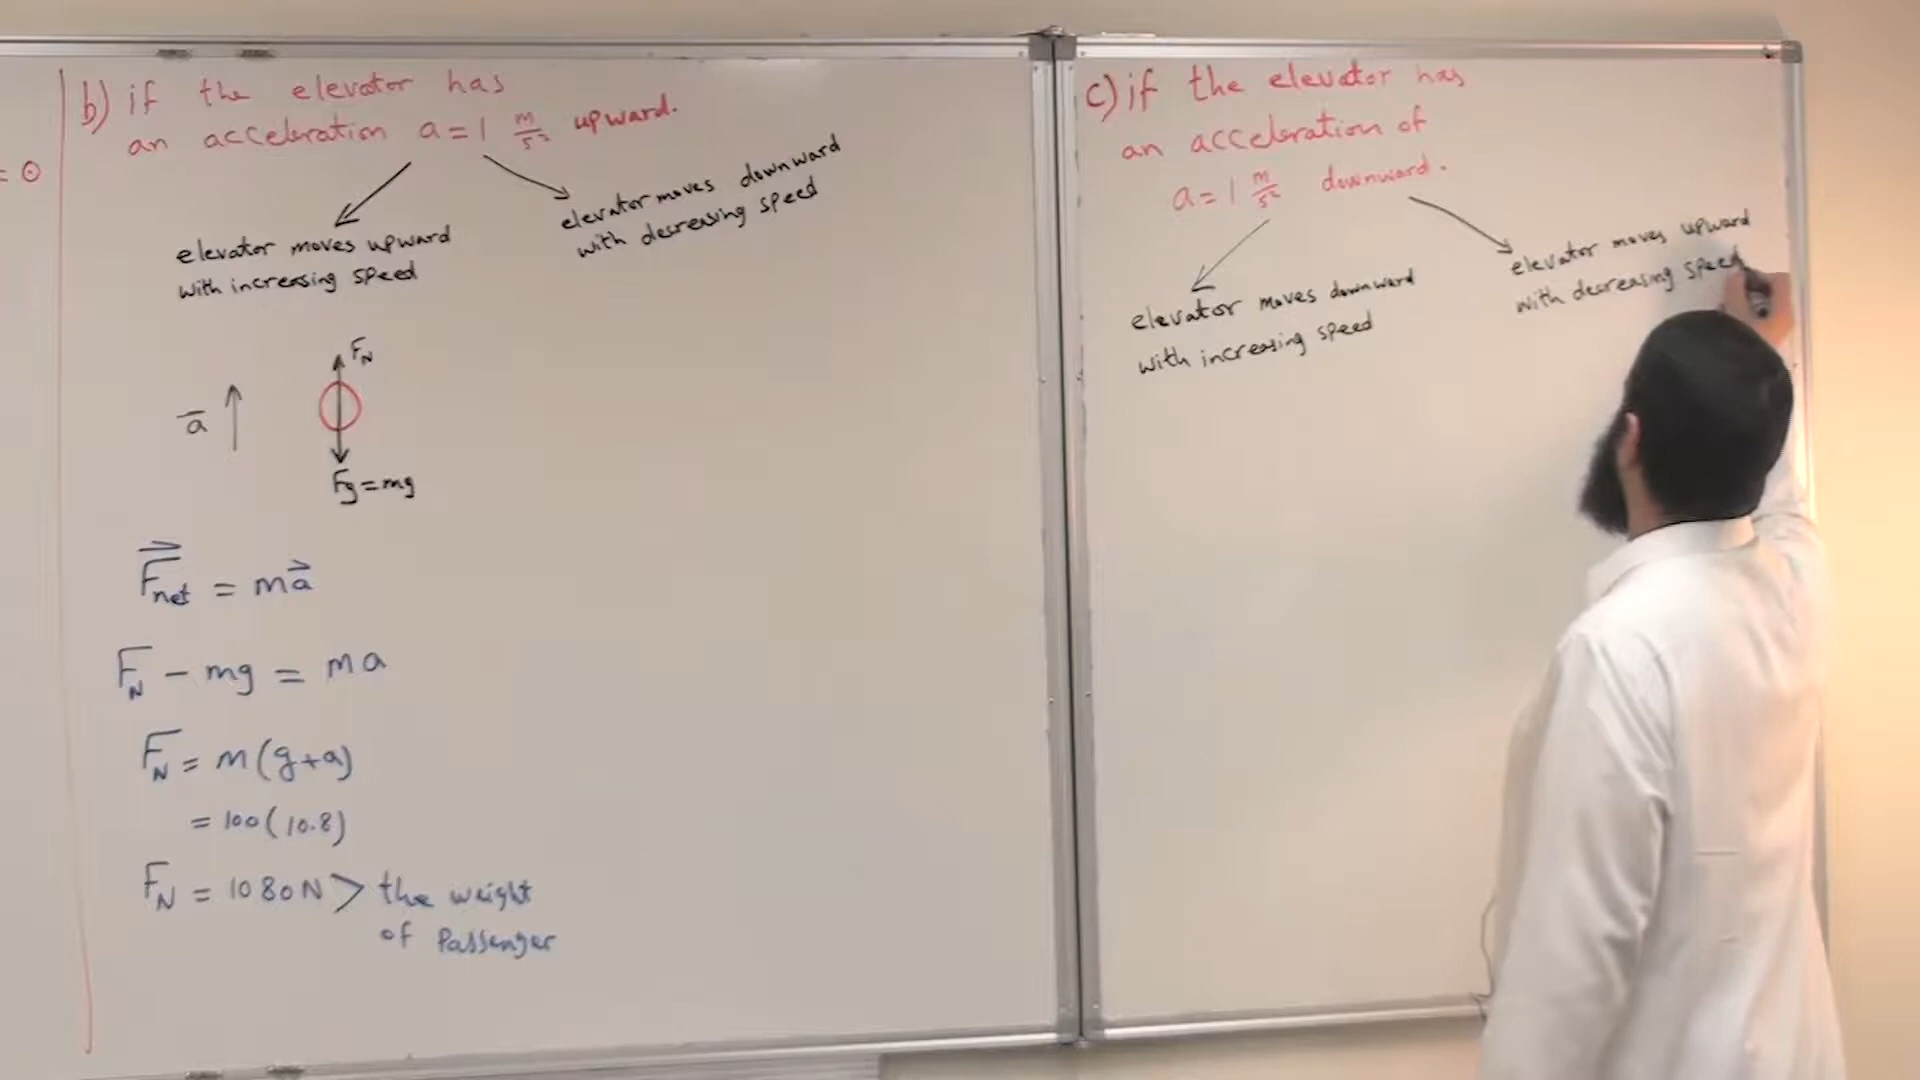 = 0
b) if the elevator has
an acceleration a = 1 m/s² upward.
elevator moves upward
with increasing speed
elevator moves downward
with decreasing speed
F_N
a
Fg = mg
F_net = ma
F_N - mg = ma
F_N = m(g+a)
= 100(10.8)
F_N = 1080N > the weight
of Passenger
c) if the elevator has
an acceleration of
a = 1 m/s² downward.
elevator moves downward
with increasing speed
elevator moves upward
with decreasing speed